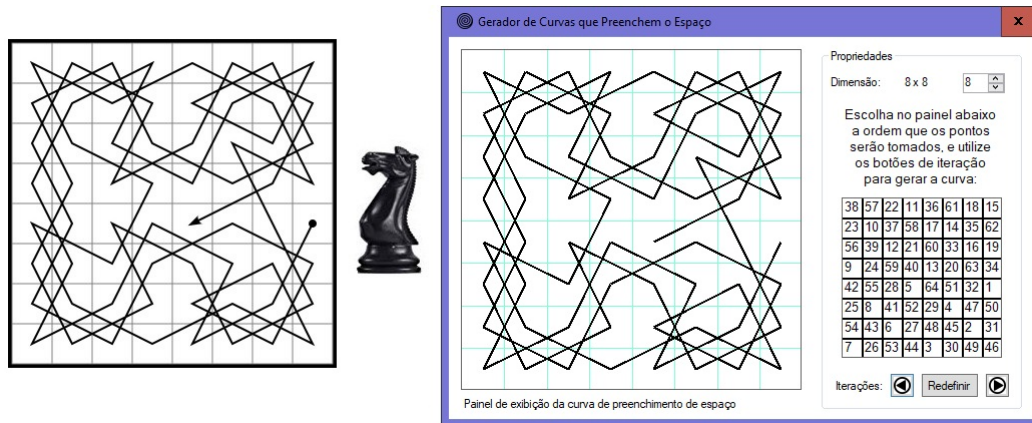 Gerador de Curvas que Preenchem o Espaço
x
Propriedades
Dimensão: 8 x 8 8
Escolha no painel abaixo
a ordem que os pontos
serão tomados, e utilize
os botões de iteração
para gerar a curva:
38 57 22 11 36 61 18 15
23 10 37 58 17 14 35 62
56 39 12 21 60 33 16 19
9 24 59 40 13 20 63 34
42 55 28 5 64 51 32 1
25 8 41 52 29 4 47 50
54 43 6 27 48 45 2 31
7 26 53 44 3 30 49 46
Iterações: Redefinir
Painel de exibição da curva de preenchimento de espaço